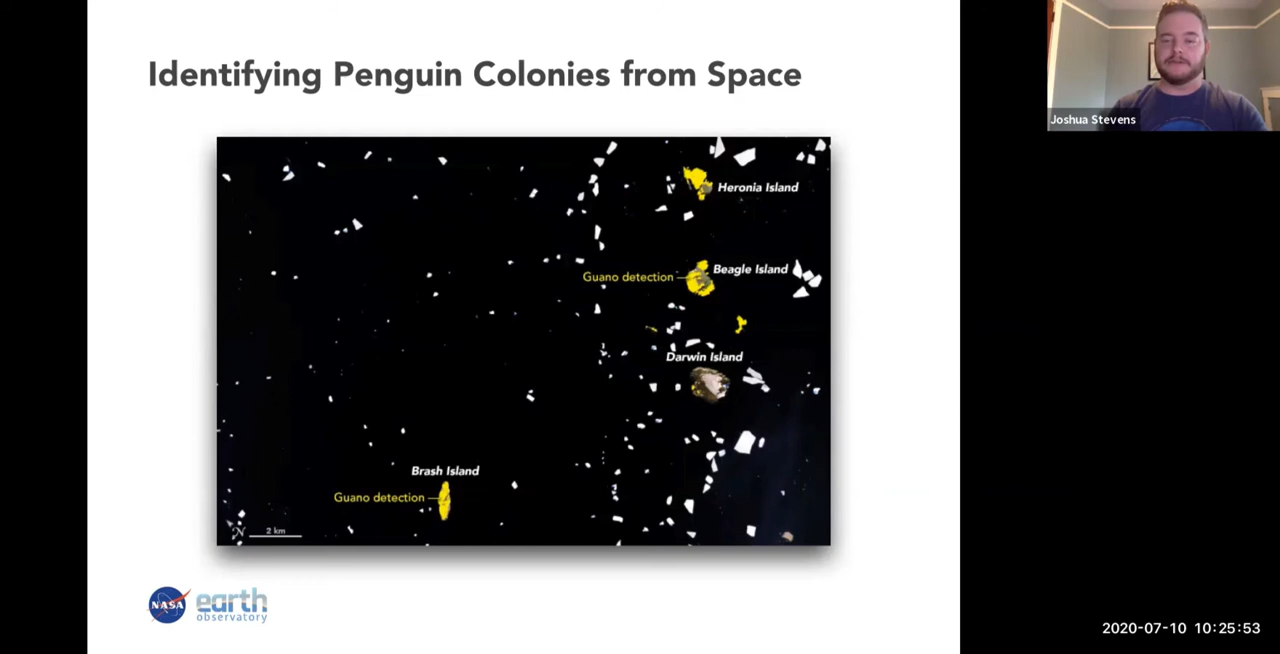 Identifying Penguin Colonies from Space
Joshua Stevens
Heronia Island
Guano detection
Beagle Island
Darwin Island
Brash Island
Guano detection
N
2 km
NASA
earth
observatory
2020-07-10 10:25:53